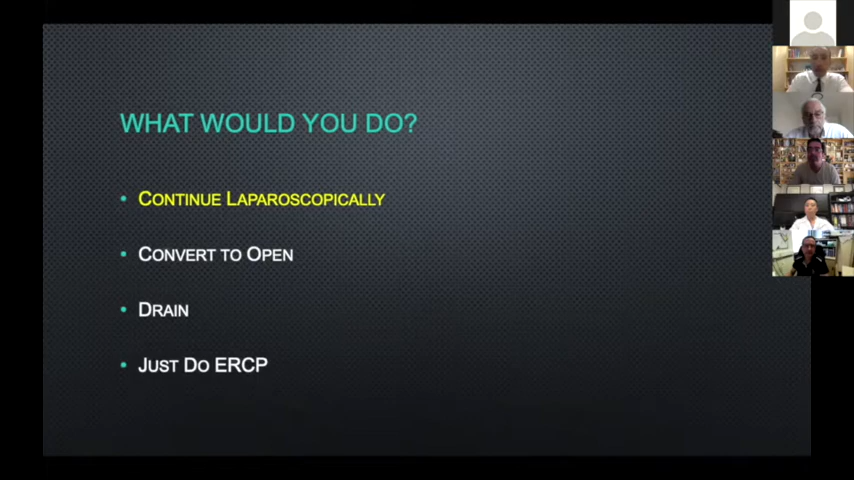 WHAT WOULD YOU DO?
• CONTINUE LAPAROSCOPICALLY
• CONVERT TO OPEN
• DRAIN
• JUST DO ERCP